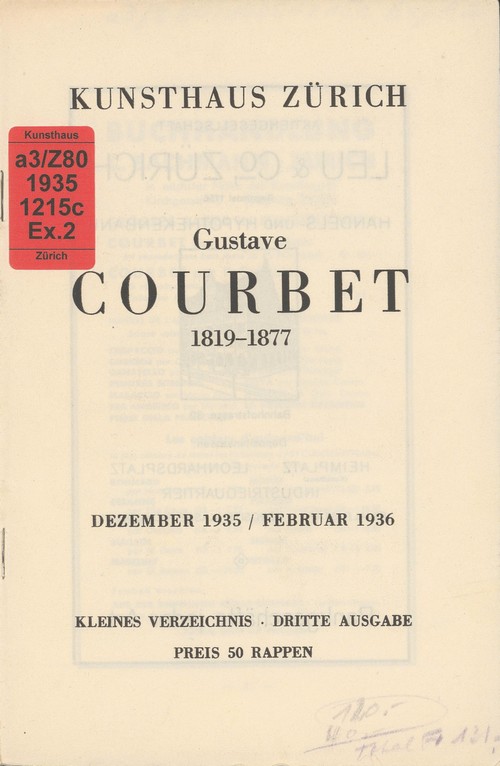 KUNSTHAUS ZÜRICH
Kunsthaus
a3/Z80
1935
1215c
Ex.2
Zürich
Gustave
COURBET
1819–1877
DEZEMBER 1935 / FEBRUAR 1936
KLEINES VERZEICHNIS · DRITTE AUSGABE
PREIS 50 RAPPEN